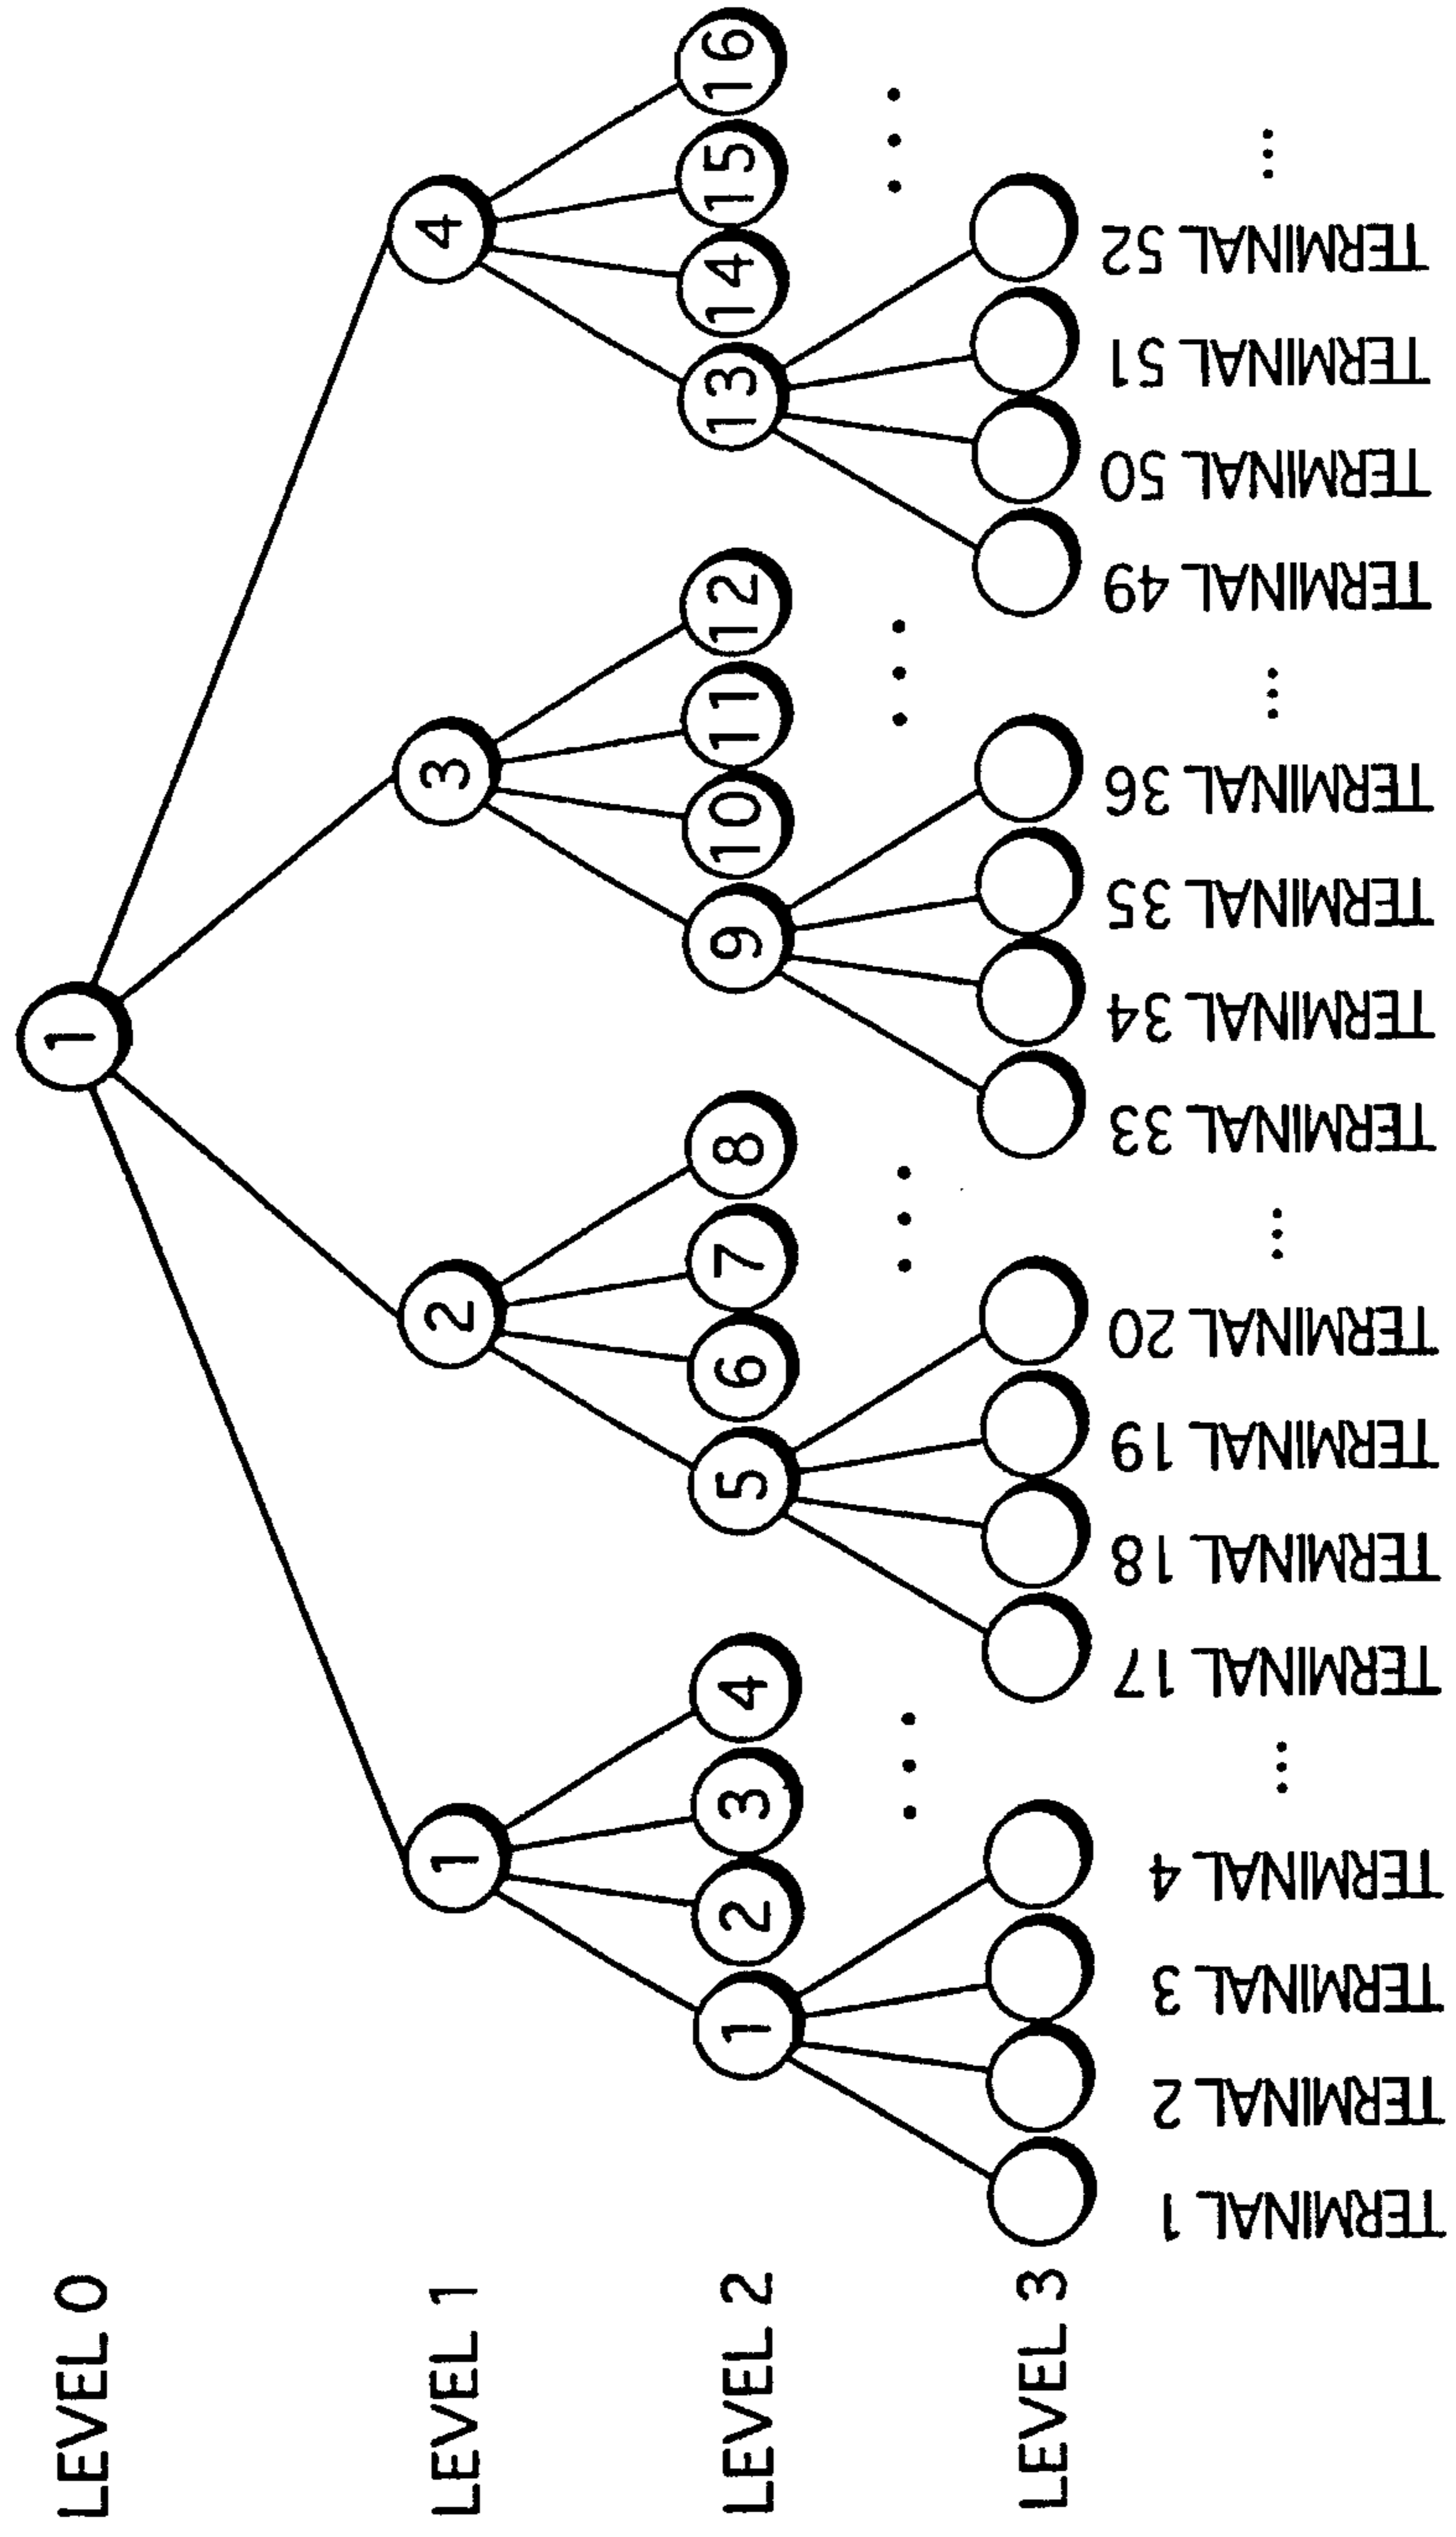 LEVEL 0
1
LEVEL 1
1 2 3 4
LEVEL 2
1 2 3 4 5 6 7 8 9 10 11 12 13 14 15 16
LEVEL 3
TERMINAL 1
TERMINAL 2
TERMINAL 3
TERMINAL 4
...
TERMINAL 17
TERMINAL 18
TERMINAL 19
TERMINAL 20
...
TERMINAL 33
TERMINAL 34
TERMINAL 35
TERMINAL 36
...
TERMINAL 49
TERMINAL 50
TERMINAL 51
TERMINAL 52
...